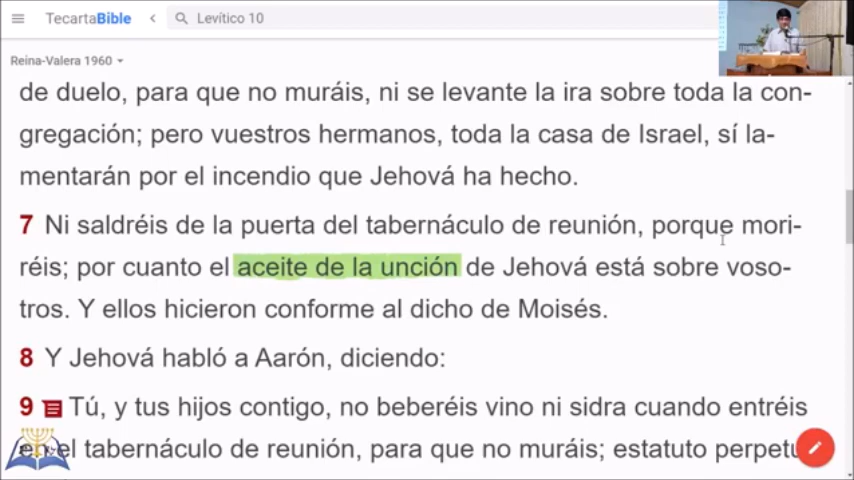 TecartaBible
Levítico 10
Reina-Valera 1960
de duelo, para que no muráis, ni se levante la ira sobre toda la con-
gregación; pero vuestros hermanos, toda la casa de Israel, sí la-
mentarán por el incendio que Jehová ha hecho.
7 Ni saldréis de la puerta del tabernáculo de reunión, porque mori-
réis; por cuanto el aceite de la unción de Jehová está sobre voso-
tros. Y ellos hicieron conforme al dicho de Moisés.
8 Y Jehová habló a Aarón, diciendo:
9 Tú, y tus hijos contigo, no beberéis vino ni sidra cuando entréis
en el tabernáculo de reunión, para que no muráis; estatuto perpetu